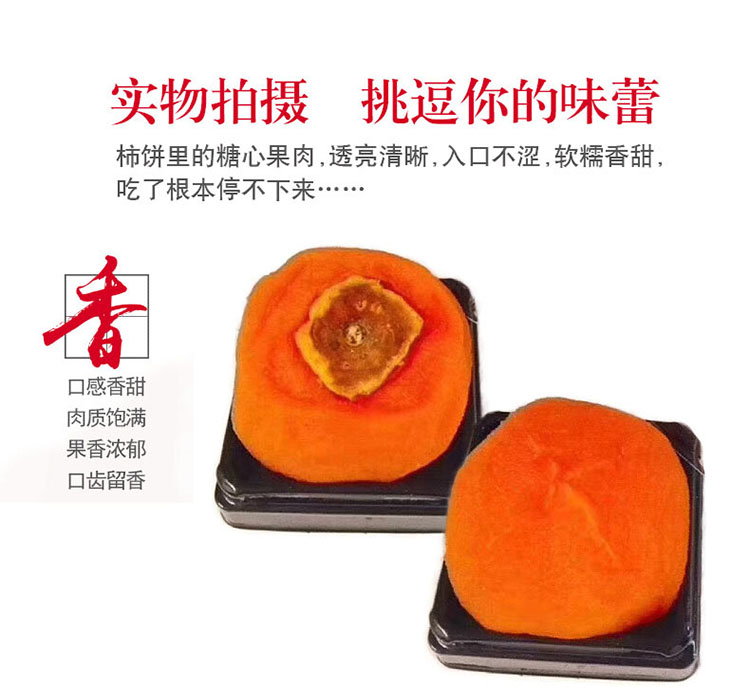 实物拍摄 挑逗你的味蕾
柿饼里的糖心果肉,透亮清晰,入口不涩,软糯香甜,
吃了根本停不下来……
香
口感香甜
肉质饱满
果香浓郁
口齿留香